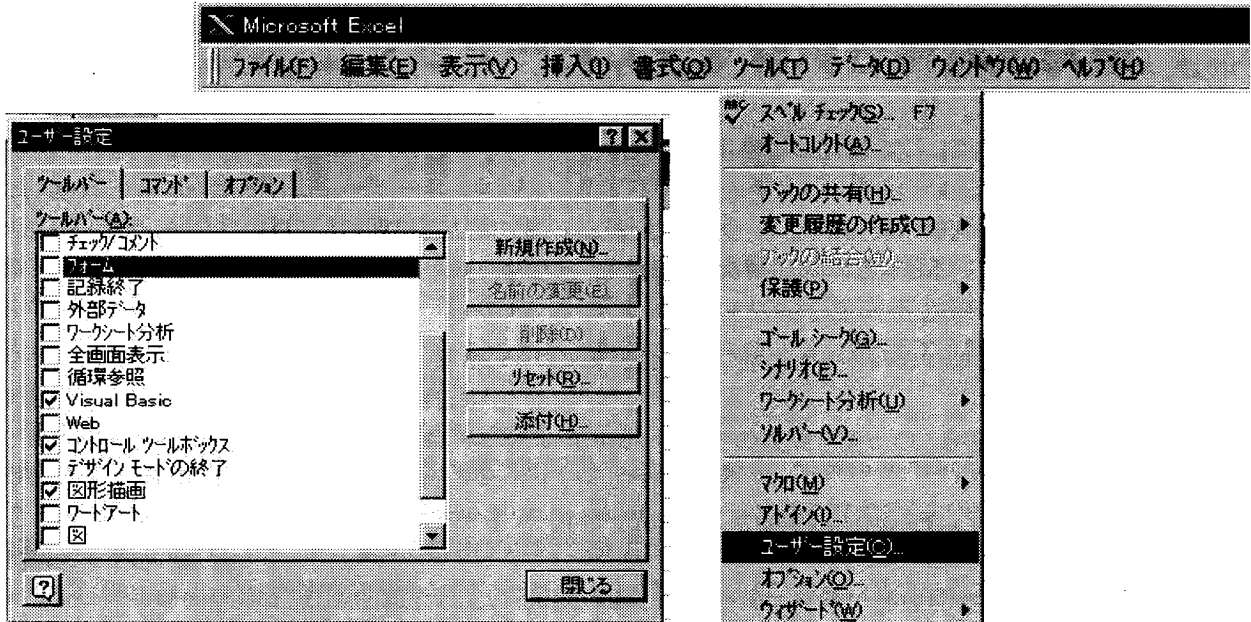 Microsoft Excel
ファイル(F) 編集(E) 表示(V) 挿入(I) 書式(O) ツール(T) データ(D) ウィンドウ(W) ヘルプ(H)
ユーザー設定
ツールバー コマンド オプション
ツールバー(A):
チェック/コメント
フォーム
記録終了
外部データ
ワークシート分析
全画面表示
循環参照
Visual Basic
Web
コントロール ツールボックス
デザイン モードの終了
図形描画
ワードアート
図
新規作成(N)...
名前の変更(E)...
削除(D)
リセット(R)...
添付(H)...
閉じる
スペル チェック(S)... F7
オートコレクト(A)...
ブックの共有(H)...
変更履歴の作成(T)
ブックの結合(W)...
保護(P)
ゴール シーク(G)...
シナリオ(E)...
ワークシート分析(U)
ソルバー(V)...
マクロ(M)
アドイン(I)...
ユーザー設定(C)...
オプション(O)...
ウィザード(W)